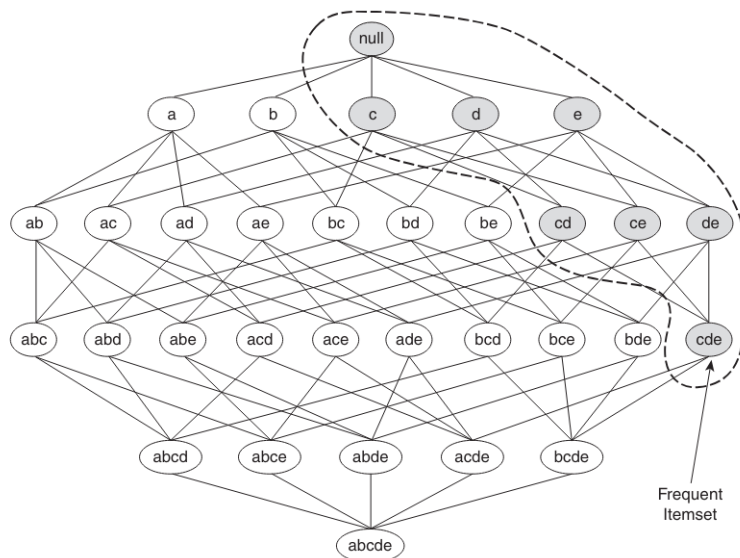 null
a b c d e
ab ac ad ae bc bd be cd ce de
abc abd abe acd ace ade bcd bce bde cde
abcd abce abde acde bcde
Frequent
Itemset
abcde